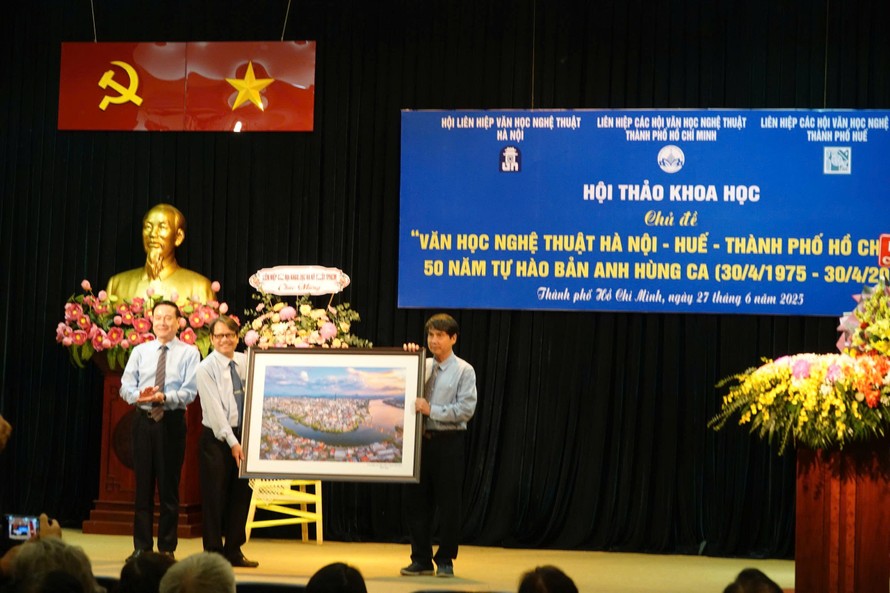 HỘI LIÊN HIỆP VĂN HỌC NGHỆ THUẬT
HÀ NỘI
LIÊN HIỆP CÁC HỘI VĂN HỌC NGHỆ THUẬT
THÀNH PHỐ HỒ CHÍ MINH
LIÊN HIỆP CÁC HỘI VĂN HỌC NGHỆ
THÀNH PHỐ HUẾ
HỘI THẢO KHOA HỌC
Chủ đề
“VĂN HỌC NGHỆ THUẬT HÀ NỘI - HUẾ - THÀNH PHỐ HỒ CH
50 NĂM TỰ HÀO BẢN ANH HÙNG CA (30/4/1975 - 30/4/20
Thành phố Hồ Chí Minh, ngày 27 tháng 6 năm 2025
Chúc Mừng